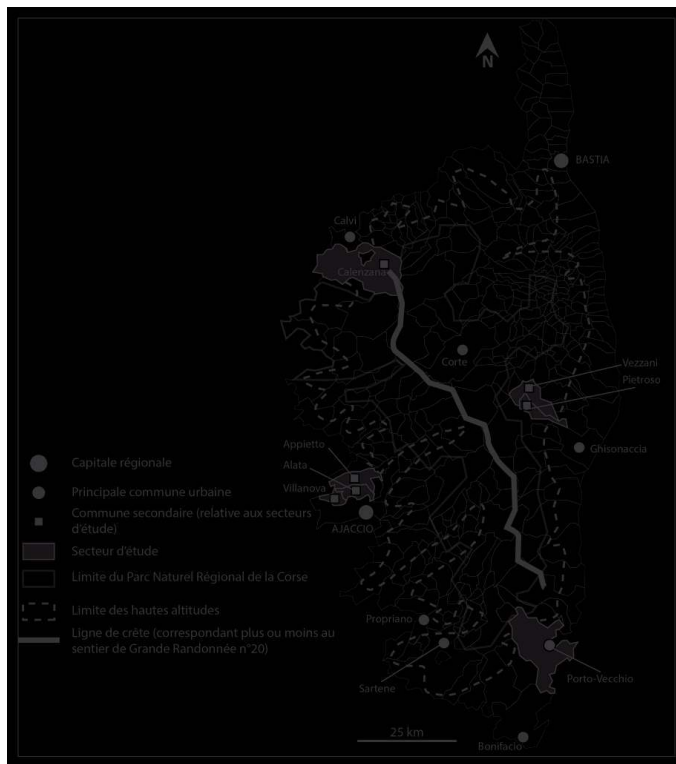 N
BASTIA
Calvi
Calenzana
Corte
Vezzani
Pietroso
Ghisonaccia
Appietto
Alata
Villanova
AJACCIO
Capitale régionale
Principale commune urbaine
Commune secondaire (relative aux secteurs
d'étude)
Secteur d'étude
Limite du Parc Naturel Régional de la Corse
Limite des hautes altitudes
Ligne de crête (correspondant plus ou moins au
sentier de Grande Randonnée n°20)
Propriano
Sartene
Porto-Vecchio
25 km
Bonifacio